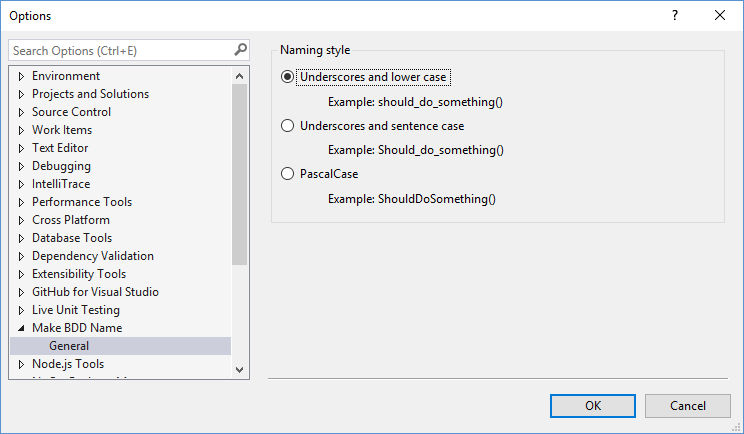 Options
Search Options (Ctrl+E)
Environment
Projects and Solutions
Source Control
Work Items
Text Editor
Debugging
IntelliTrace
Performance Tools
Cross Platform
Database Tools
Dependency Validation
Extensibility Tools
GitHub for Visual Studio
Live Unit Testing
Make BDD Name
General
Node.js Tools
Naming style
Underscores and lower case
Example: should_do_something()
Underscores and sentence case
Example: Should_do_something()
PascalCase
Example: ShouldDoSomething()
OK
Cancel